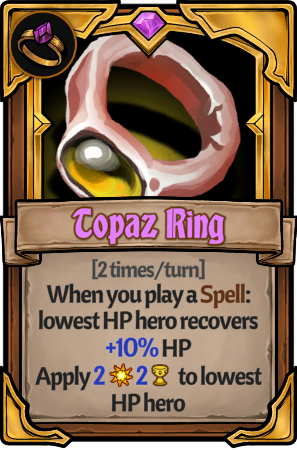 Topaz Ring
[2 times/turn]
When you play a Spell:
lowest HP hero recovers
+10% HP
Apply 2 2 to lowest
HP hero